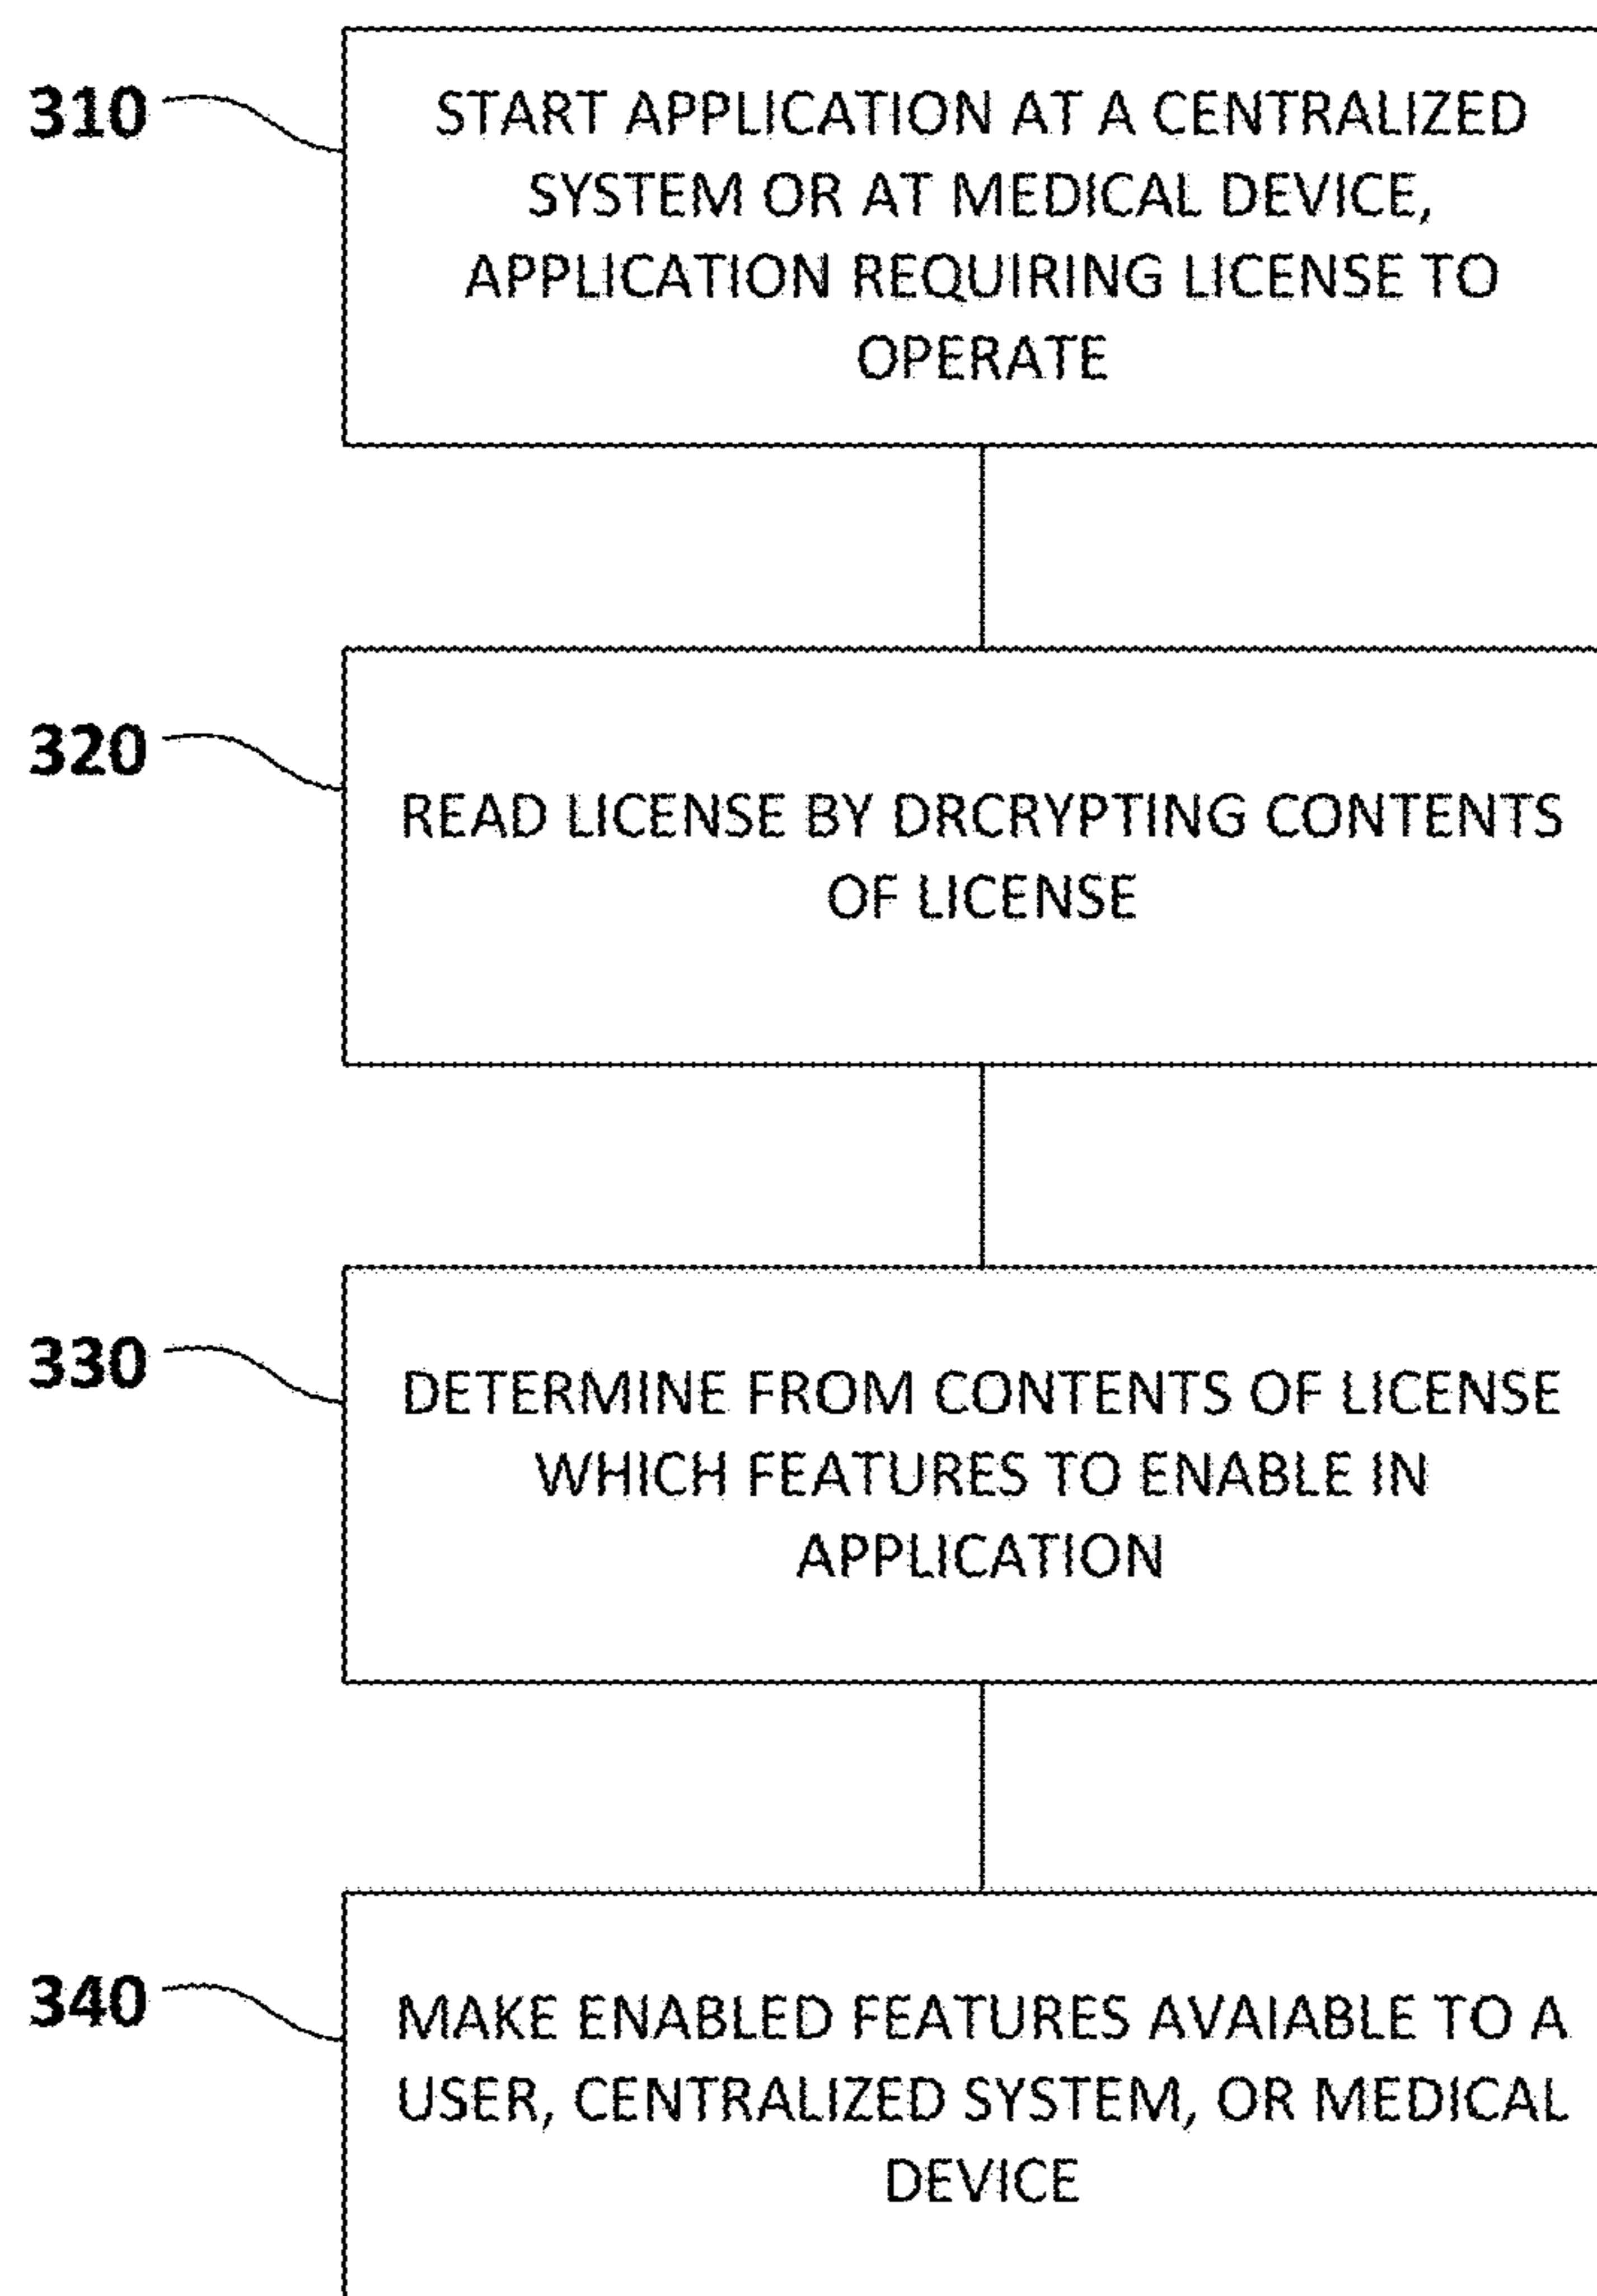 310
START APPLICATION AT A CENTRALIZED
SYSTEM OR AT MEDICAL DEVICE,
APPLICATION REQUIRING LICENSE TO
OPERATE
320
READ LICENSE BY DRCRYPTING CONTENTS
OF LICENSE
330
DETERMINE FROM CONTENTS OF LICENSE
WHICH FEATURES TO ENABLE IN
APPLICATION
340
MAKE ENABLED FEATURES AVAIABLE TO A
USER, CENTRALIZED SYSTEM, OR MEDICAL
DEVICE